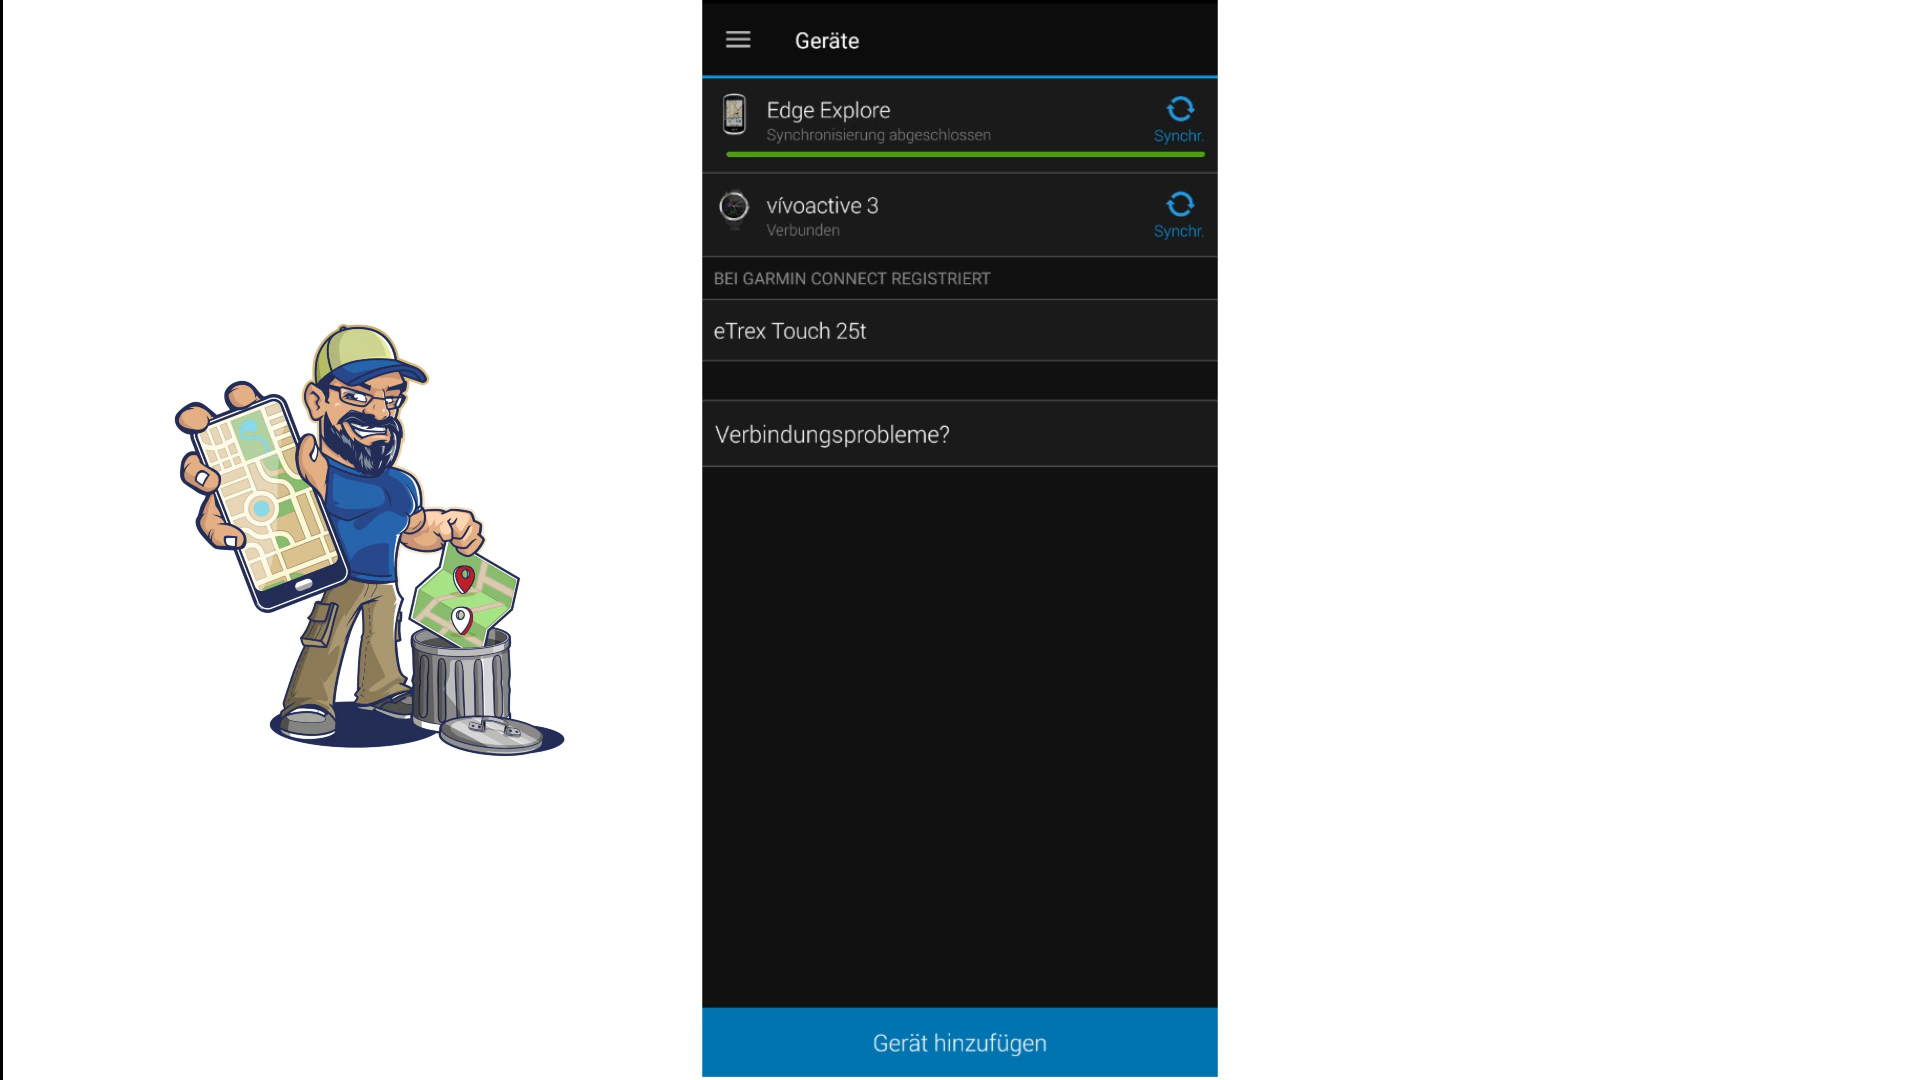 Geräte
Edge Explore
Synchronisierung abgeschlossen
Synchr.
vívoactive 3
Verbunden
Synchr.
BEI GARMIN CONNECT REGISTRIERT
eTrex Touch 25t
Verbindungsprobleme?
Gerät hinzufügen